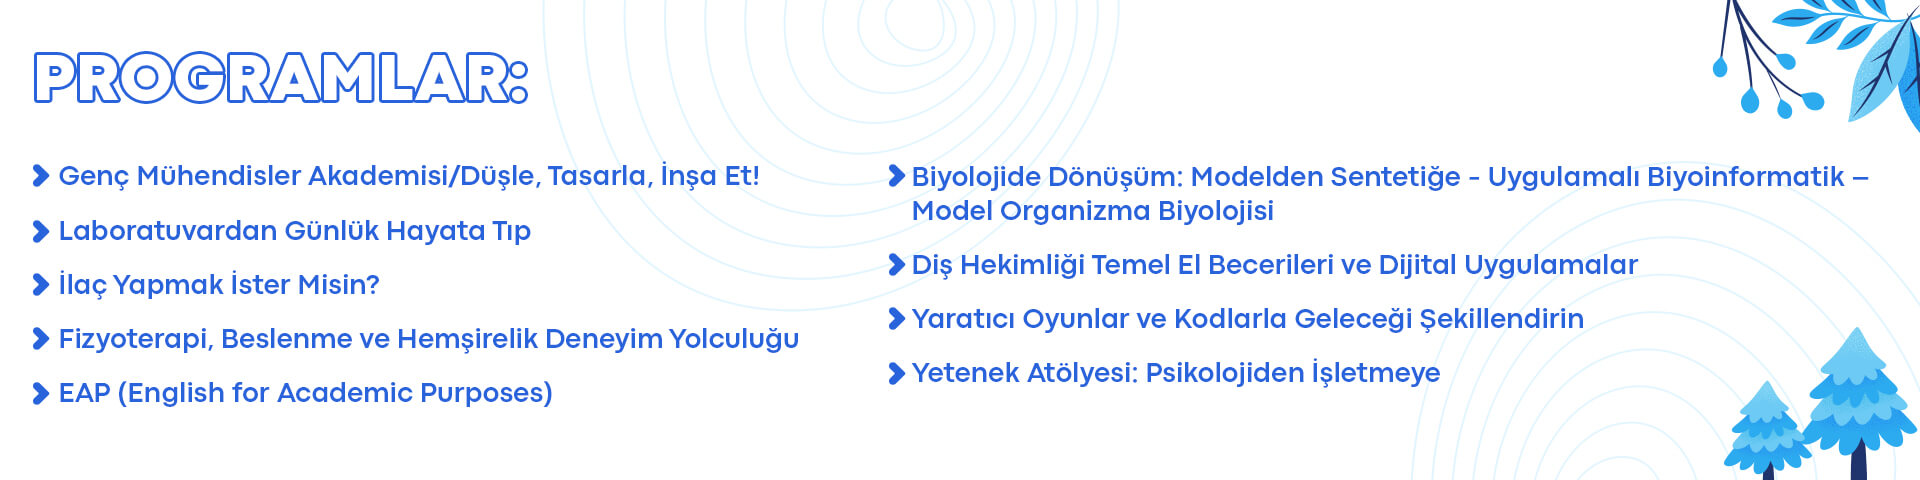 PROGRAMLAR:
Genç Mühendisler Akademisi/Düşle, Tasarla, İnşa Et!
Laboratuvardan Günlük Hayata Tıp
İlaç Yapmak İster Misin?
Fizyoterapi, Beslenme ve Hemşirelik Deneyim Yolculuğu
EAP (English for Academic Purposes)
Biyolojide Dönüşüm: Modelden Sentetiğe - Uygulamalı Biyoinformatik –
Model Organizma Biyolojisi
Diş Hekimliği Temel El Becerileri ve Dijital Uygulamalar
Yaratıcı Oyunlar ve Kodlarla Geleceği Şekillendirin
Yetenek Atölyesi: Psikolojiden İşletmeye